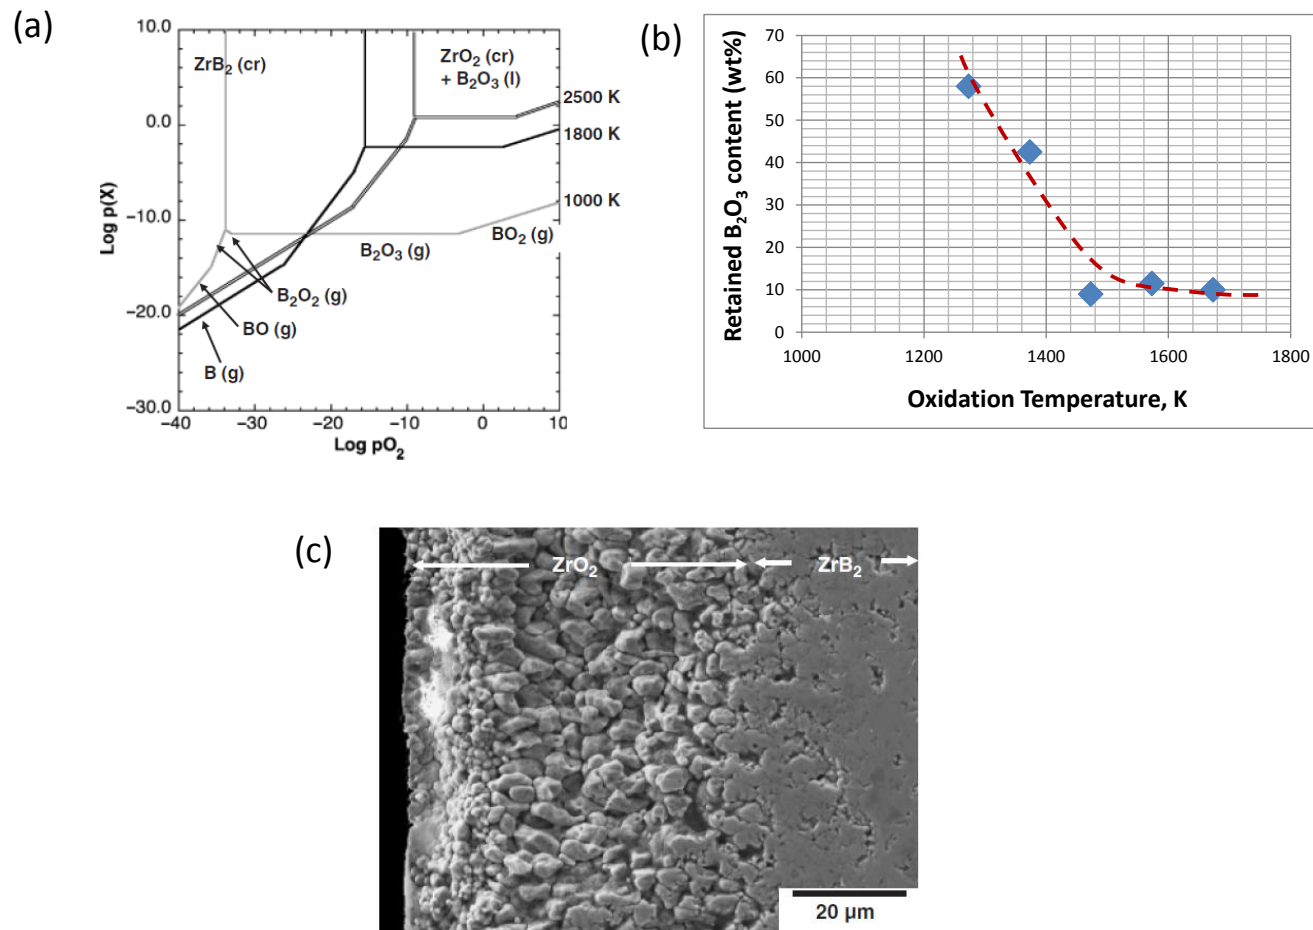 (a)
10.0
0.0
−10.0
−20.0
−30.0
Log p(X)
ZrB₂ (cr)
ZrO₂ (cr)
+ B₂O₃ (l)
2500 K
1800 K
1000 K
BO₂ (g)
B₂O₃ (g)
B₂O₂ (g)
BO (g)
B (g)
−40
−30
−20
−10
0
10
Log pO₂
(b)
70
60
50
40
30
20
10
0
Retained B₂O₃ content (wt%)
1000
1200
1400
1600
1800
Oxidation Temperature, K
(c)
ZrO₂
ZrB₂
20 µm